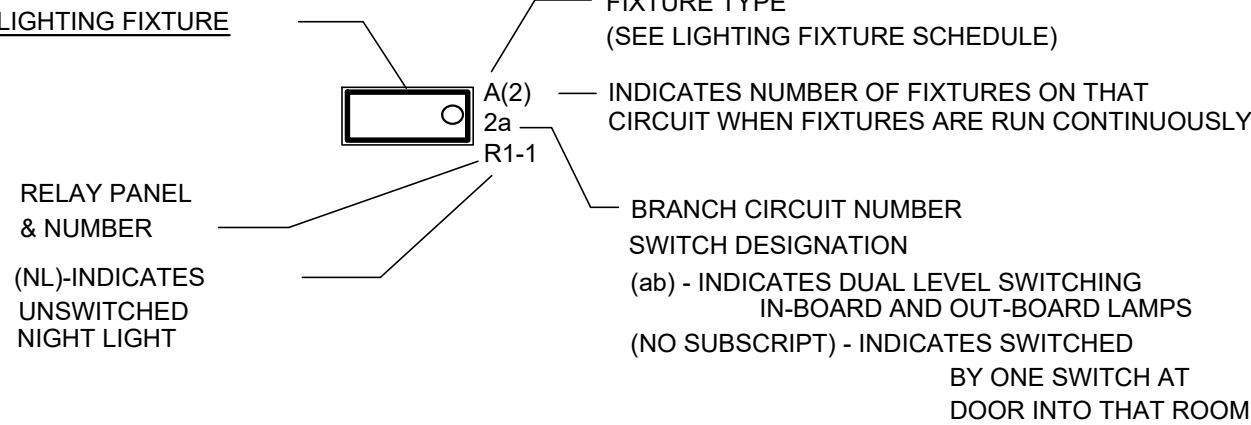 FIXTURE TYPE
LIGHTING FIXTURE
(SEE LIGHTING FIXTURE SCHEDULE)
A(2)
INDICATES NUMBER OF FIXTURES ON THAT
2a
CIRCUIT WHEN FIXTURES ARE RUN CONTINUOUSLY
R1-1
RELAY PANEL
& NUMBER
(NL)-INDICATES
UNSWITCHED
NIGHT LIGHT
BRANCH CIRCUIT NUMBER
SWITCH DESIGNATION
(ab) - INDICATES DUAL LEVEL SWITCHING
IN-BOARD AND OUT-BOARD LAMPS
(NO SUBSCRIPT) - INDICATES SWITCHED
BY ONE SWITCH AT
DOOR INTO THAT ROOM